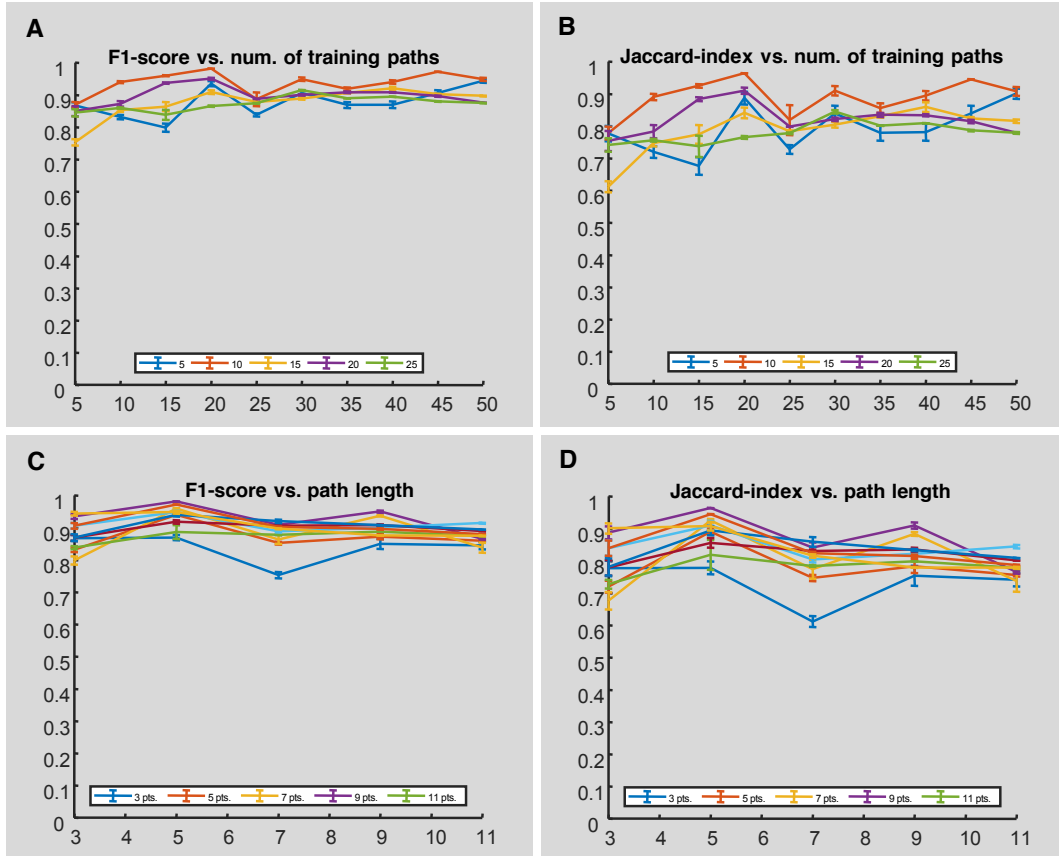 A
F1-score vs. num. of training paths
1
0.9
0.8
0.7
0.6
0.5
0.4
0.3
0.2
0.1
0
5 10 15 20 25
5 10 15 20 25 30 35 40 45 50
B
Jaccard-index vs. num. of training paths
1
0.9
0.8
0.7
0.6
0.5
0.4
0.3
0.2
0.1
0
5 10 15 20 25
5 10 15 20 25 30 35 40 45 50
C
F1-score vs. path length
1
0.9
0.8
0.7
0.6
0.5
0.4
0.3
0.2
0.1
0
3 pts. 5 pts. 7 pts. 9 pts. 11 pts.
3 4 5 6 7 8 9 10 11
D
Jaccard-index vs. path length
1
0.9
0.8
0.7
0.6
0.5
0.4
0.3
0.2
0.1
0
3 pts. 5 pts. 7 pts. 9 pts. 11 pts.
3 4 5 6 7 8 9 10 11